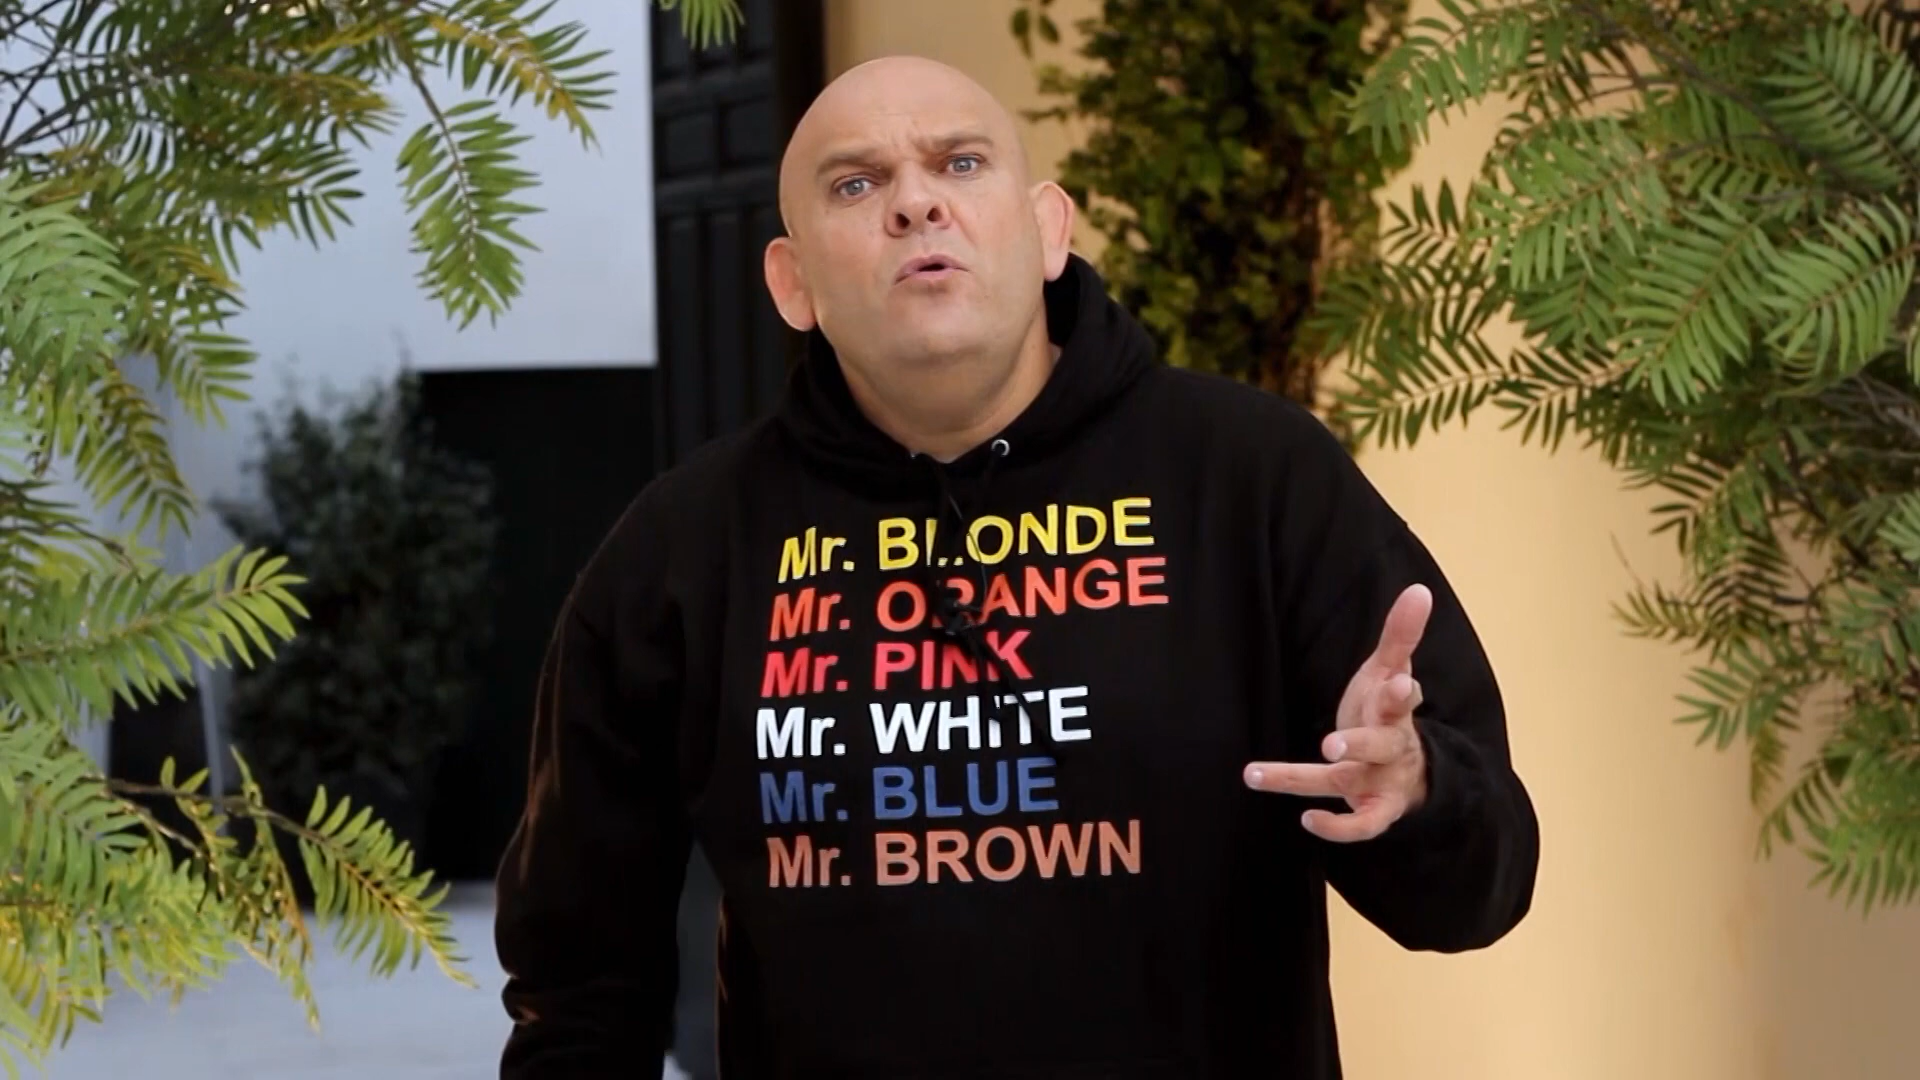 Mr. BLONDE
Mr. ORANGE
Mr. PINK
Mr. WHITE
Mr. BLUE
Mr. BROWN